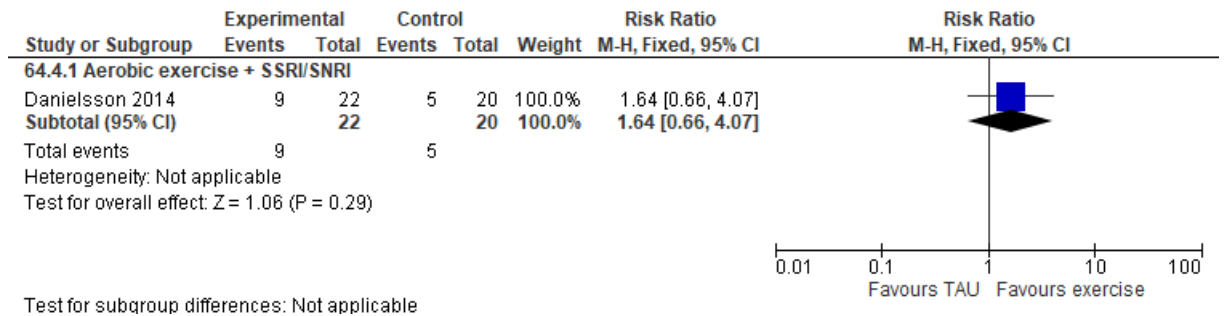 Experimental Control Risk Ratio Risk Ratio
Study or Subgroup Events Total Events Total Weight M-H, Fixed, 95% CI M-H, Fixed, 95% CI
64.4.1 Aerobic exercise + SSRI/SNRI
Danielsson 2014 9 22 5 20 100.0% 1.64 [0.66, 4.07]
Subtotal (95% CI) 22 20 100.0% 1.64 [0.66, 4.07]
Total events 9 5
Heterogeneity: Not applicable
Test for overall effect: Z = 1.06 (P = 0.29)
0.01 0.1 1 10 100
Favours TAU Favours exercise
Test for subgroup differences: Not applicable